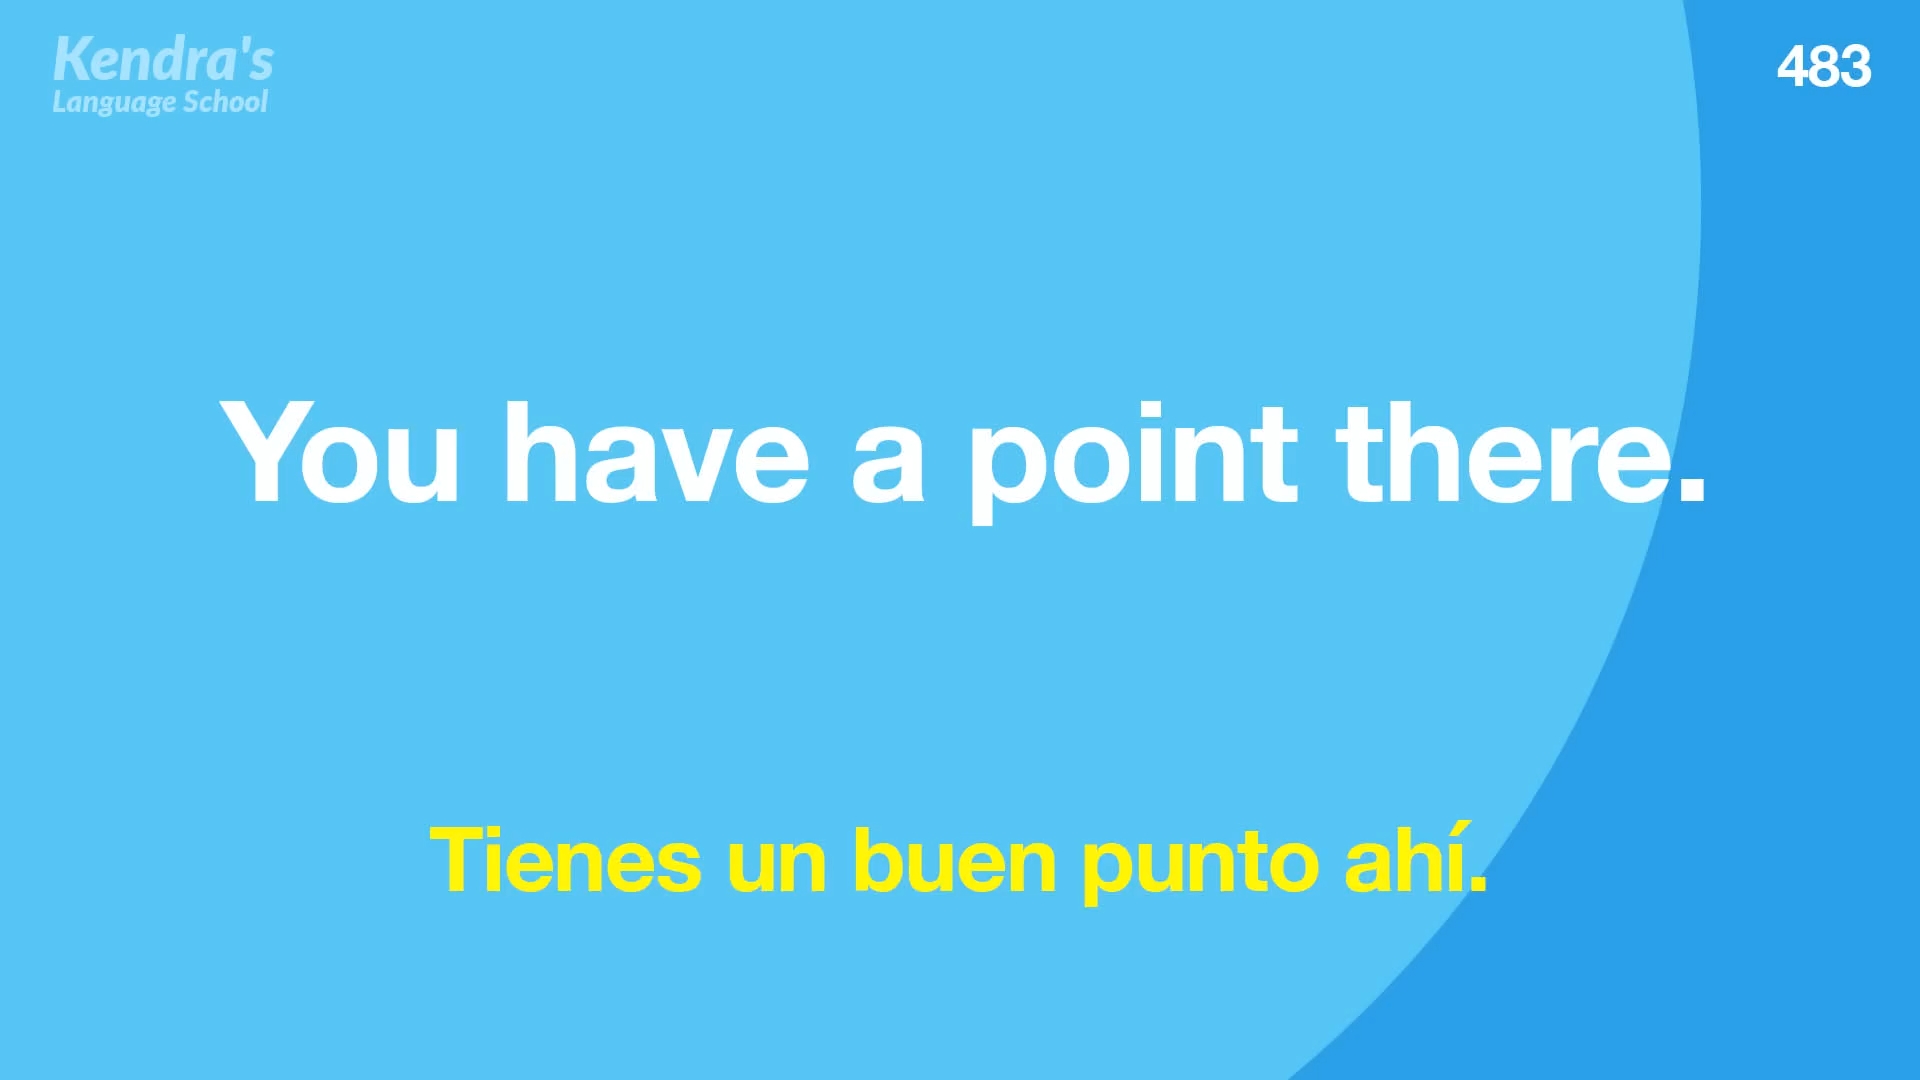 Kendra's
Language School
483
You have a point there.
Tienes un buen punto ahí.